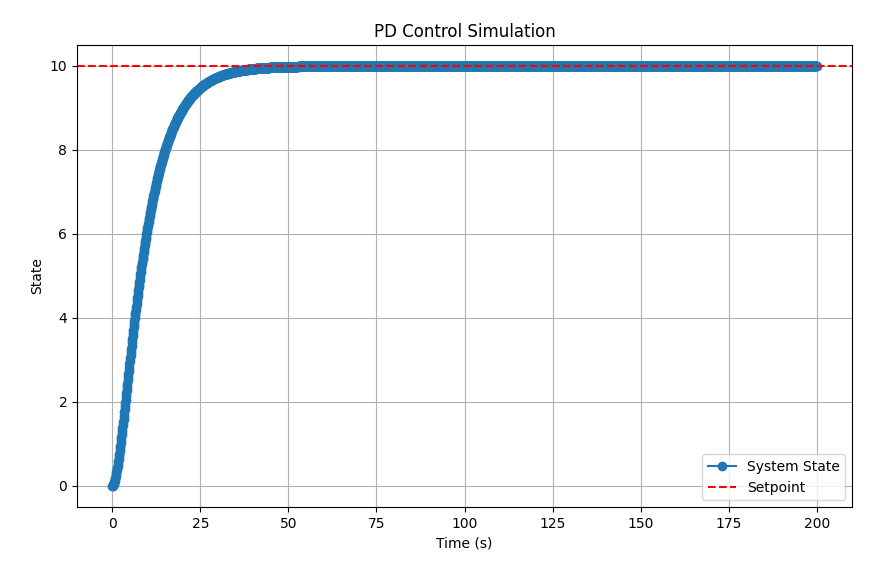 PD Control Simulation
State
10
8
6
4
2
0
System State
Setpoint
0 25 50 75 100 125 150 175 200
Time (s)